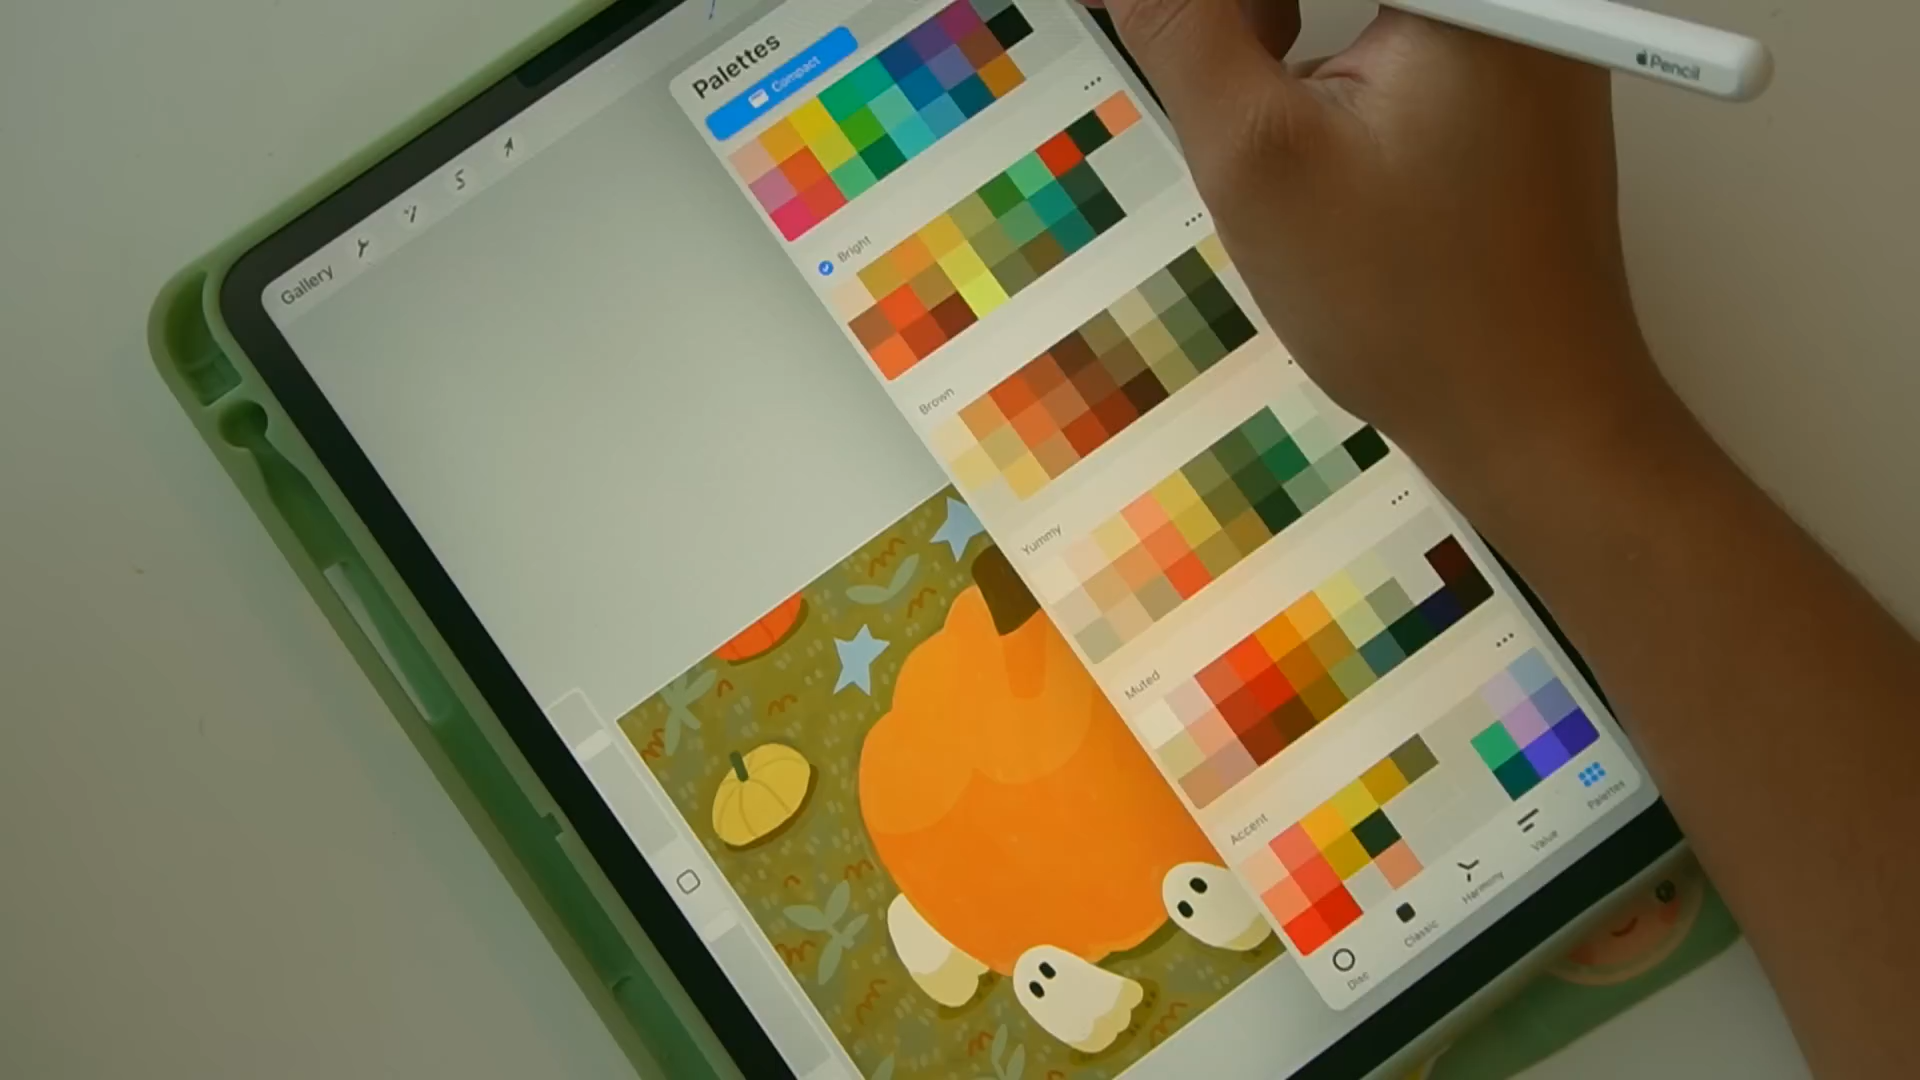 Palettes
Compact
Gallery
Bright
Brown
Yummy
Muted
Accent
Disc
Classic
Harmony
Value
Palettes
Pencil